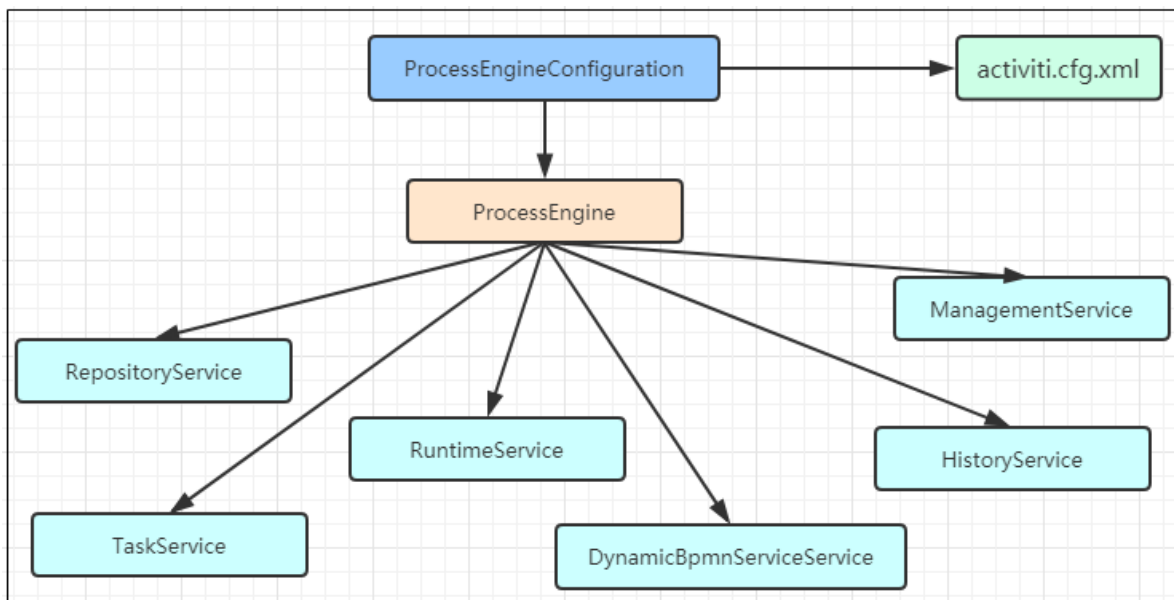 ProcessEngineConfiguration
activiti.cfg.xml
ProcessEngine
ManagementService
RepositoryService
RuntimeService
HistoryService
TaskService
DynamicBpmnServiceService